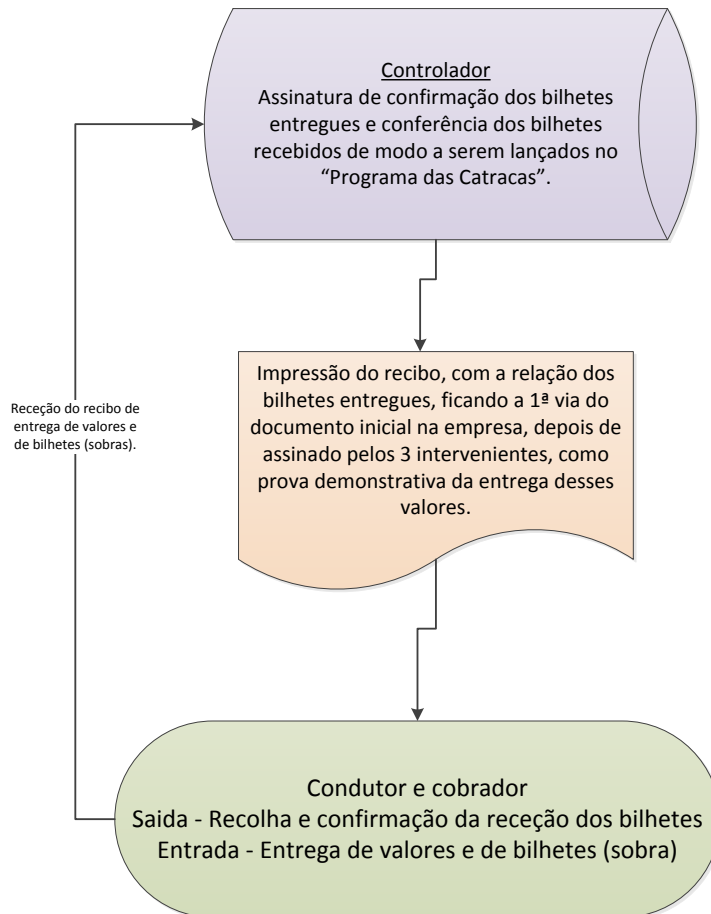 Controlador
Assinatura de confirmação dos bilhetes
entregues e conferência dos bilhetes
recebidos de modo a serem lançados no
“Programa das Catracas”.
Impressão do recibo, com a relação dos
bilhetes entregues, ficando a 1ª via do
documento inicial na empresa, depois de
assinado pelos 3 intervenientes, como
prova demonstrativa da entrega desses
valores.
Receção do recibo de
entrega de valores e
de bilhetes (sobras).
Condutor e cobrador
Saida - Recolha e confirmação da receção dos bilhetes
Entrada - Entrega de valores e de bilhetes (sobra)